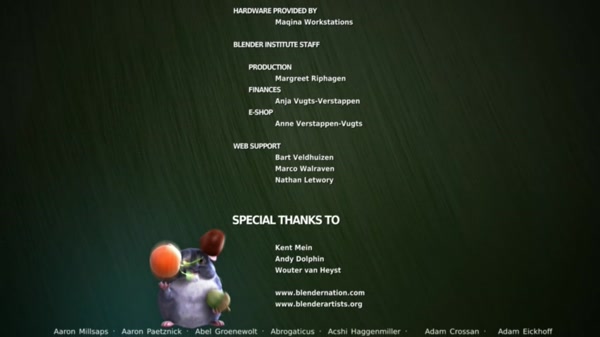 HARDWARE PROVIDED BY
Maqina Workstations
BLENDER INSTITUTE STAFF
PRODUCTION
Margreet Riphagen
FINANCES
Anja Vugts-Verstappen
E-SHOP
Anne Verstappen-Vugts
WEB SUPPORT
Bart Veldhuizen
Marco Walraven
Nathan Letwory
SPECIAL THANKS TO
Kent Mein
Andy Dolphin
Wouter van Heyst
www.blendernation.com
www.blenderartists.org
Aaron Millsaps · Aaron Paetznick · Abel Groenewolt · Abrogaticus · Acshi Haggenmiller · Adam Crossan · Adam Eickhoff